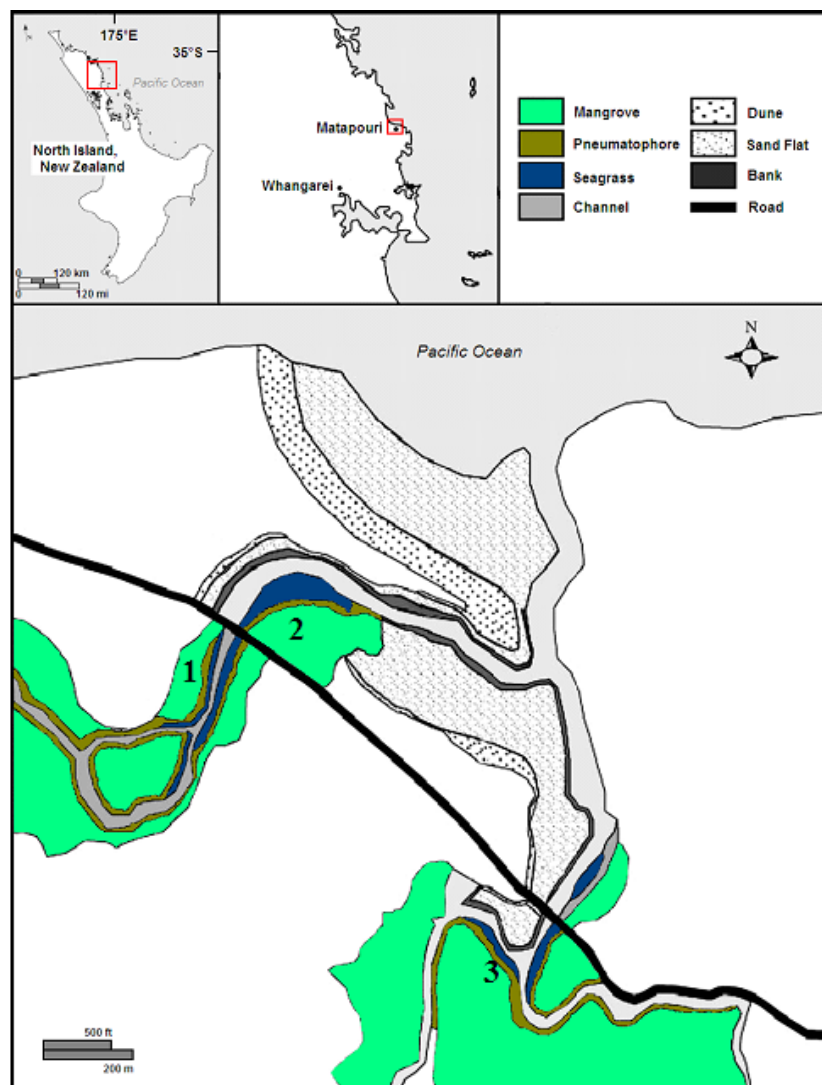 175°E
35°S
Pacific Ocean
North Island,
New Zealand
0 120 km
0 120 mi
Matapouri
Whangarei
Mangrove
Pneumatophore
Seagrass
Channel
Dune
Sand Flat
Bank
Road
Pacific Ocean
N
1
2
3
500 ft
200 m